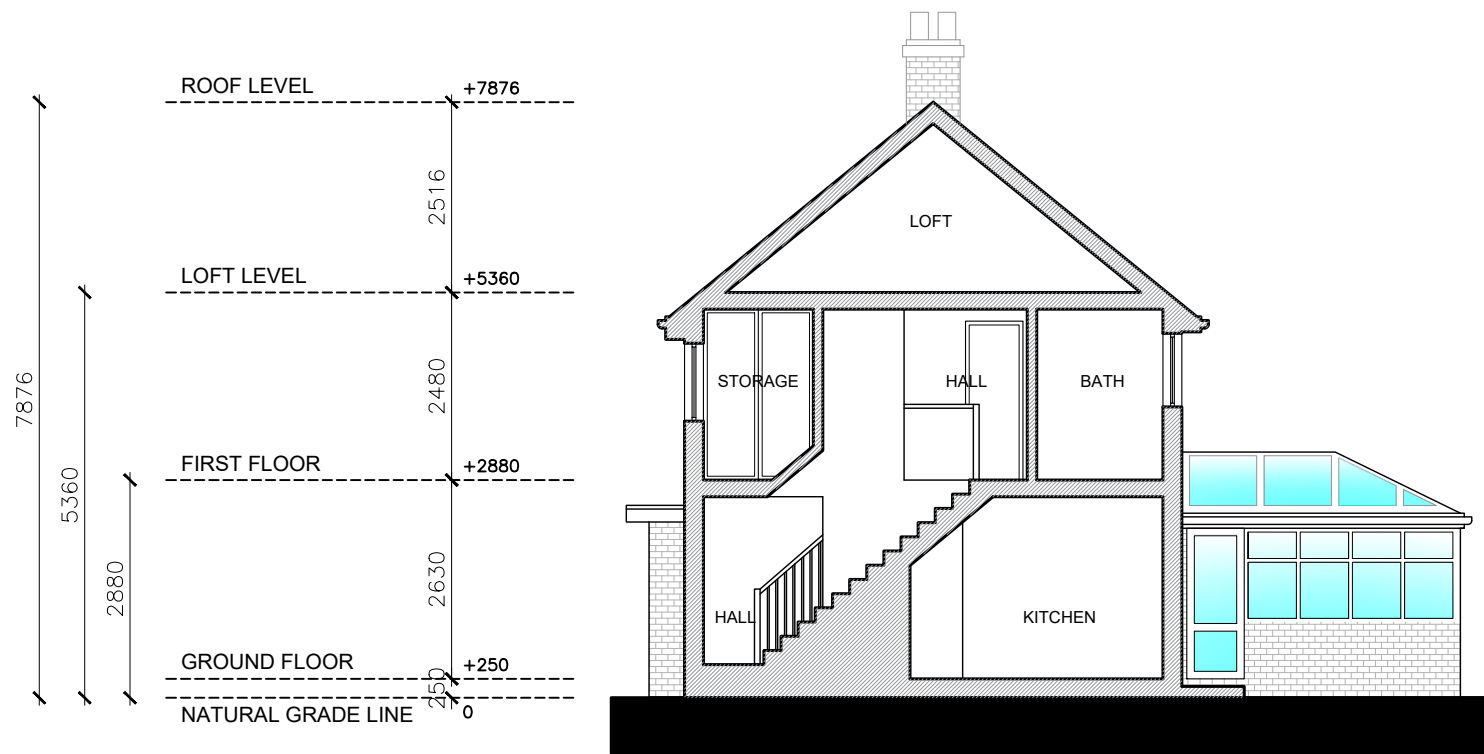 ROOF LEVEL
+7876
2516
LOFT
LOFT LEVEL
+5360
7876
2480
STORAGE
HALL
BATH
FIRST FLOOR
+2880
5360
2880
2630
HALL
KITCHEN
GROUND FLOOR
+250
250
NATURAL GRADE LINE
0